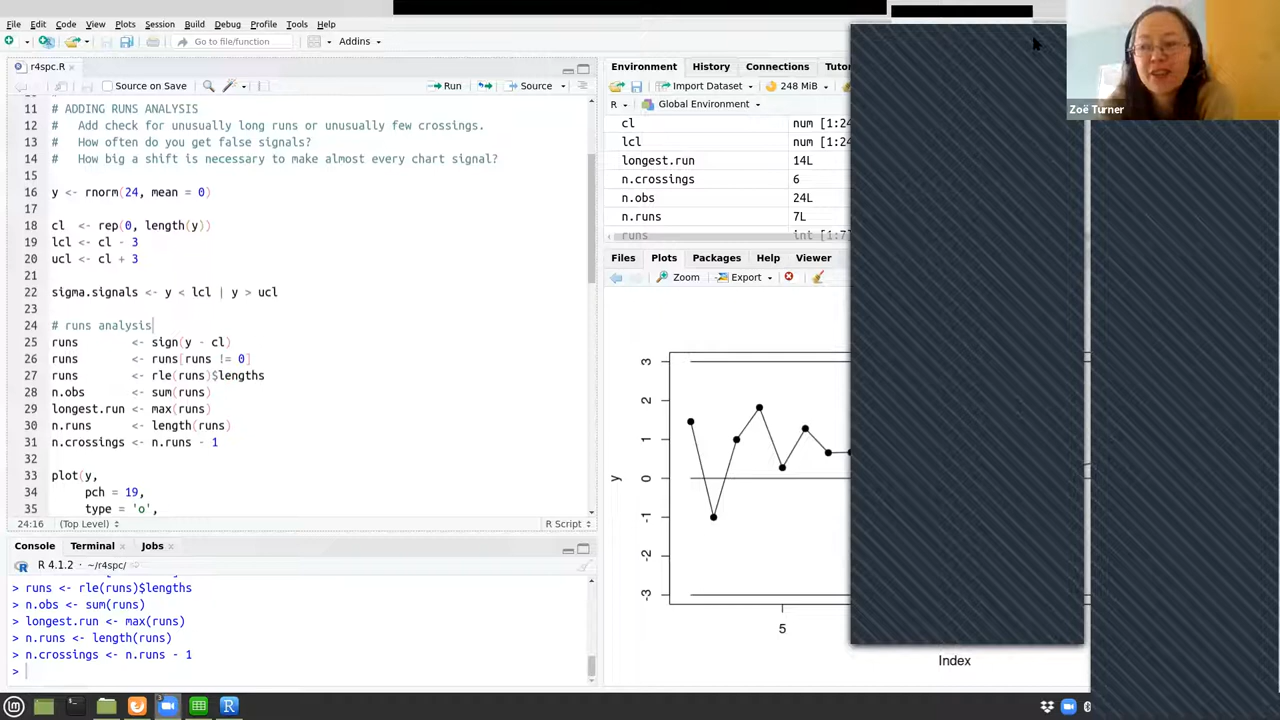 File Edit Code View Plots Session Build Debug Profile Tools Help
Go to file/function
Addins
r4spc.R
Source on Save
Run
Source
11 # ADDING RUNS ANALYSIS
12 #   Add check for unusually long runs or unusually few crossings.
13 #   How often do you get false signals?
14 #   How big a shift is necessary to make almost every chart signal?
15
16 y <- rnorm(24, mean = 0)
17
18 cl  <- rep(0, length(y))
19 lcl <- cl - 3
20 ucl <- cl + 3
21
22 sigma.signals <- y < lcl | y > ucl
23
24 # runs analysis
25 runs        <- sign(y - cl)
26 runs        <- runs[runs != 0]
27 runs        <- rle(runs)$lengths
28 n.obs       <- sum(runs)
29 longest.run <- max(runs)
30 n.runs      <- length(runs)
31 n.crossings <- n.runs - 1
32
33 plot(y,
34      pch = 19,
35      type = 'o',
24:16 (Top Level)
R Script
Console Terminal Jobs
R 4.1.2 · ~/r4spc/
> runs <- rle(runs)$lengths
> n.obs <- sum(runs)
> longest.run <- max(runs)
> n.runs <- length(runs)
> n.crossings <- n.runs - 1
>
Environment History Connections
Import Dataset
248 MiB
R
Global Environment
cl num [1:24
lcl num [1:24
longest.run 14L
n.crossings 6
n.obs 24L
n.runs 7L
runs int [1:7]
Files Plots Packages Help Viewer
Zoom Export
3
2
1
0
-1
-2
-3
y
5
Index
Zoë Turner